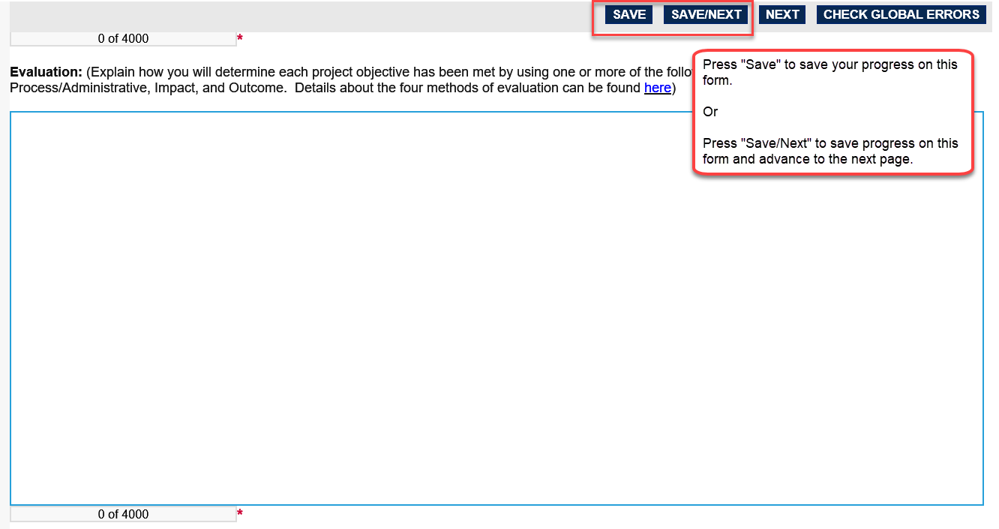 SAVE SAVE/NEXT NEXT CHECK GLOBAL ERRORS
0 of 4000 *
Evaluation: (Explain how you will determine each project objective has been met by using one or more of the
Process/Administrative, Impact, and Outcome.  Details about the four methods of evaluation can be found here)
Press "Save" to save your progress on this
form.
Or
Press "Save/Next" to save progress on this
form and advance to the next page.
0 of 4000 *